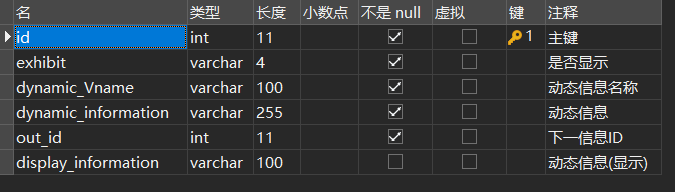 名 类型 长度 小数点 不是 null 虚拟 键 注释
id int 11 1 主键
exhibit varchar 4 是否显示
dynamic_Vname varchar 100 动态信息名称
dynamic_information varchar 255 动态信息
out_id int 11 下一信息ID
display_information varchar 100 动态信息(显示)